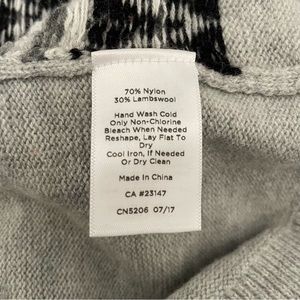 70% Nylon
30% Lambswool
Hand Wash Cold
Only Non-Chlorine
Bleach When Needed
Reshape, Lay Flat To
Dry
Cool Iron, If Needed
Or Dry Clean
Made In China
CA #23147
CN5206 07/17